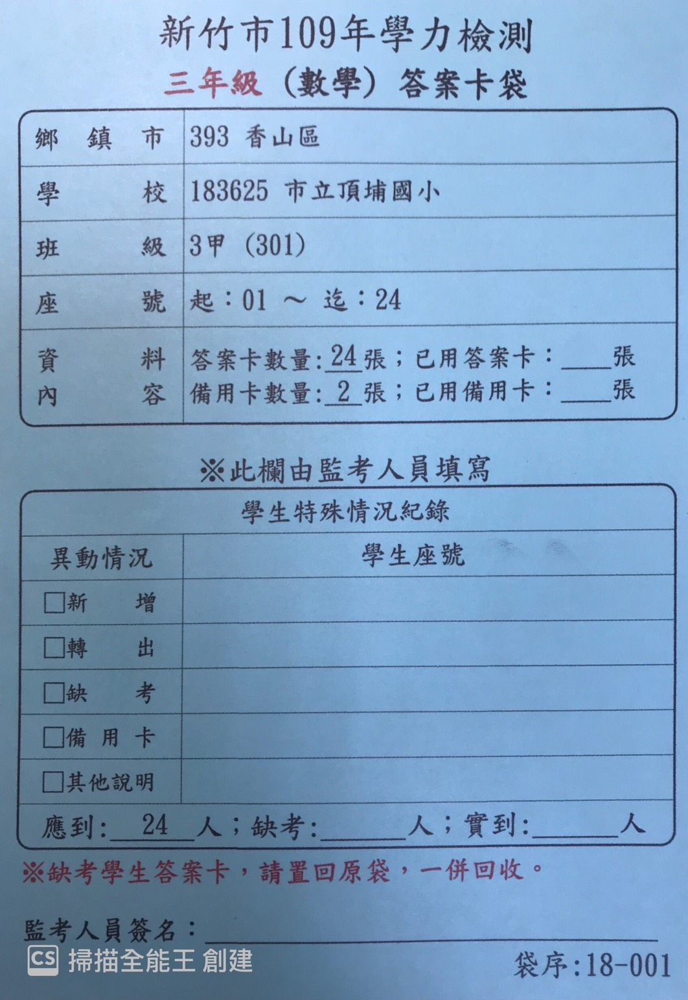 新竹市109年學力檢測
三年級（數學）答案卡袋
鄉鎮市 393 香山區
學校 183625 市立頂埔國小
班級 3甲 (301)
座號 起：01 ～ 迄：24
資料 答案卡數量:24張；已用答案卡：____張
內容 備用卡數量:2張；已用備用卡：____張
※此欄由監考人員填寫
學生特殊情況紀錄
異動情況 學生座號
□新增
□轉出
□缺考
□備用卡
□其他說明
應到:24人；缺考:______人；實到:______人
※缺考學生答案卡，請置回原袋，一併回收。
監考人員簽名：
CS 掃描全能王 創建
袋序:18-001